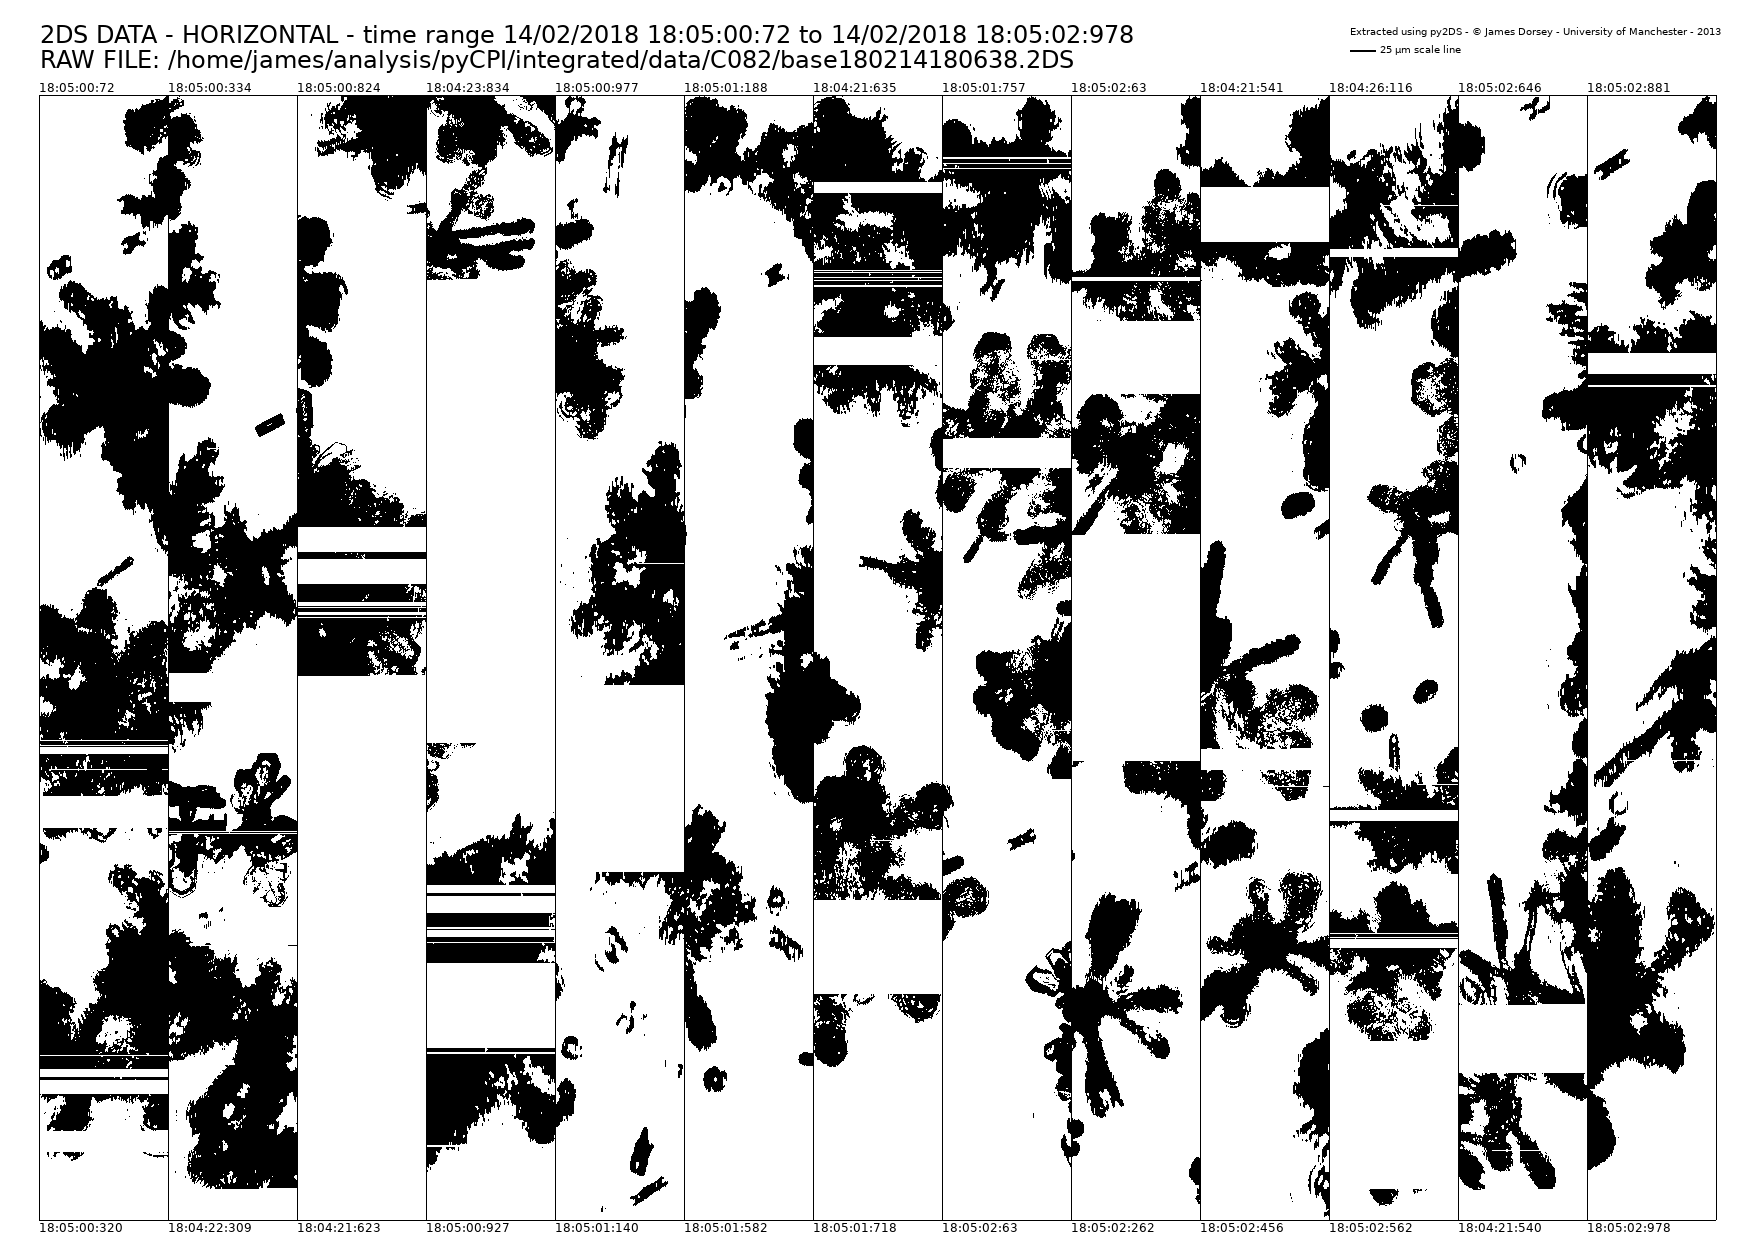 2DS DATA - HORIZONTAL - time range 14/02/2018 18:05:00:72 to 14/02/2018 18:05:02:978
RAW FILE: /home/james/analysis/pyCPI/integrated/data/C082/base180214180638.2DS
Extracted using py2DS - © James Dorsey - University of Manchester - 2013
25 µm scale line
18:05:00:72 18:05:00:334 18:05:00:824 18:04:23:834 18:05:00:977 18:05:01:188 18:04:21:635 18:05:01:757 18:05:02:63 18:04:21:541 18:04:26:116 18:05:02:646 18:05:02:881
18:05:00:320 18:04:22:309 18:04:21:623 18:05:00:927 18:05:01:140 18:05:01:582 18:05:01:718 18:05:02:63 18:05:02:262 18:05:02:456 18:05:02:562 18:04:21:540 18:05:02:978